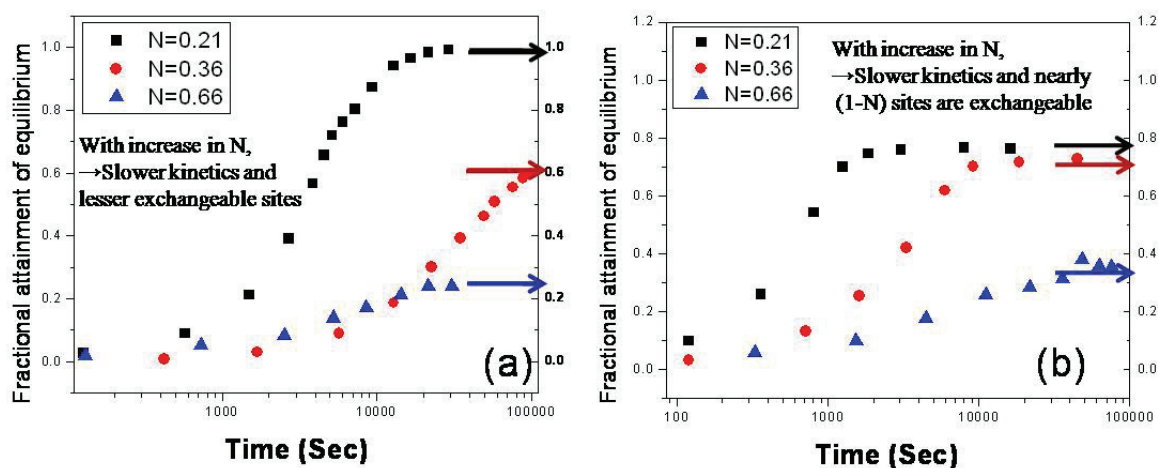 N=0.21
N=0.36
N=0.66
With increase in N,
→Slower kinetics and
lesser exchangeable sites
Fractional attainment of equilibrium
1.0
0.8
0.6
0.4
0.2
0.0
1.0
0.8
0.6
0.4
0.2
0.0
1000 10000 100000
Time (Sec)
(a)
N=0.21
N=0.36
N=0.66
With increase in N,
→Slower kinetics and nearly
(1-N) sites are exchangeable
Fractional attainment of equilibrium
1.2
1.0
0.8
0.6
0.4
0.2
0.0
1.2
1.0
0.8
0.6
0.4
0.2
0.0
100 1000 10000 100000
Time (Sec)
(b)